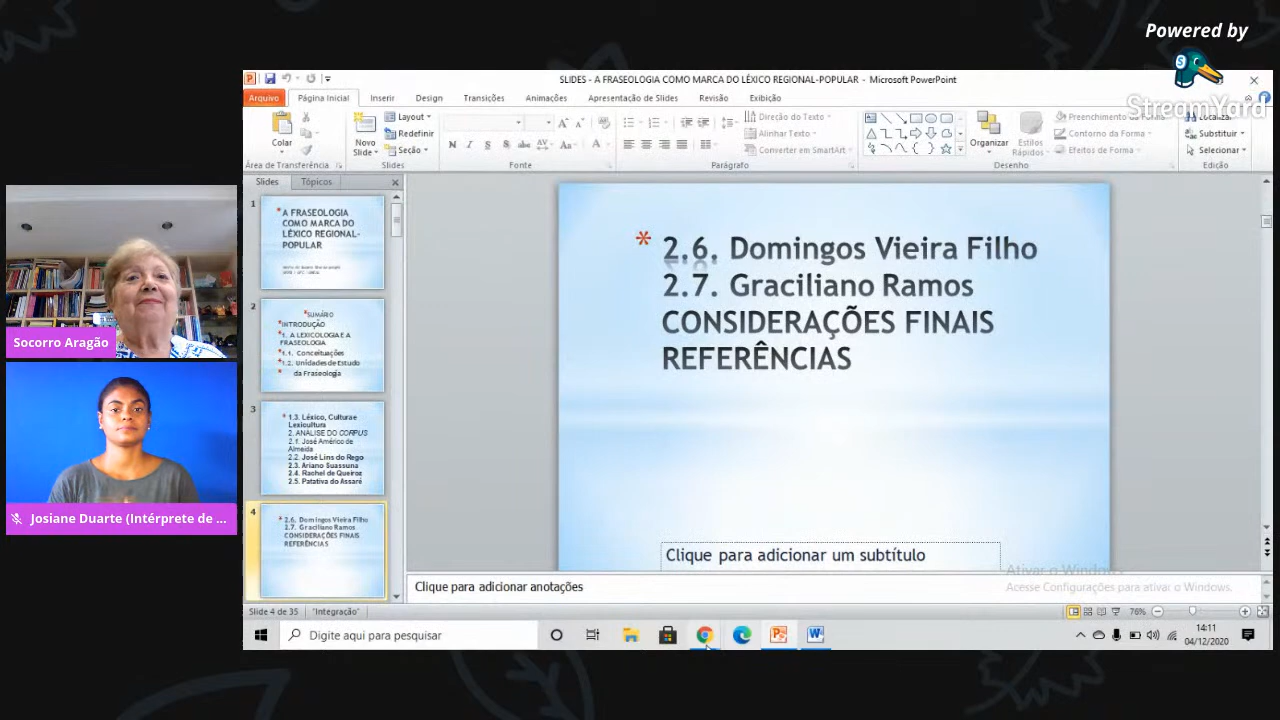 Powered by
StreamYard
SLIDES - A FRASEOLOGIA COMO MARCA DO LÉXICO REGIONAL-POPULAR - Microsoft PowerPoint
Arquivo
Página Inicial
Inserir
Design
Transições
Animações
Apresentação de Slides
Revisão
Exibição
Colar
Novo
Slide
Layout
Redefinir
Seção
Direção do Texto
Alinhar Texto
Converter em SmartArt
Organizar
Estilos
Rápidos
Preenchimento
Contorno da Forma
Efeitos de Forma
Localizar
Substituir
Selecionar
Área de Transferência
Slides
Fonte
Parágrafo
Desenho
Edição
Slides
Tópicos
1
* A FRASEOLOGIA
COMO MARCA DO
LÉXICO REGIONAL-
POPULAR
2
*SUMÁRIO
*INTRODUÇÃO
*1. A LEXICOLOGIA E A
FRASEOLOGIA
*1.1. Conceituações
*1.2. Unidades de Estudo
* da Fraseologia
3
* 1.3. Léxico, Cultura e
Lexicultura
2. ANÁLISE DO CORPUS
2.1. José Américo de
Almeida
2.2. José Lins do Rego
2.3. Ariano Suassuna
2.4. Rachel de Queiroz
2.5. Patativa do Assaré
4
* 2.6. Domingos Vieira Filho
2.7. Graciliano Ramos
CONSIDERAÇÕES FINAIS
REFERÊNCIAS
* 2.6. Domingos Vieira Filho
2.7. Graciliano Ramos
CONSIDERAÇÕES FINAIS
REFERÊNCIAS
Clique para adicionar um subtítulo
Ativar o Windows
Acesse Configurações para ativar o Windows.
Clique para adicionar anotações
Slide 4 de 35
"Integração"
76%
Digite aqui para pesquisar
14:11
04/12/2020
Socorro Aragão
Josiane Duarte (Intérprete de ...